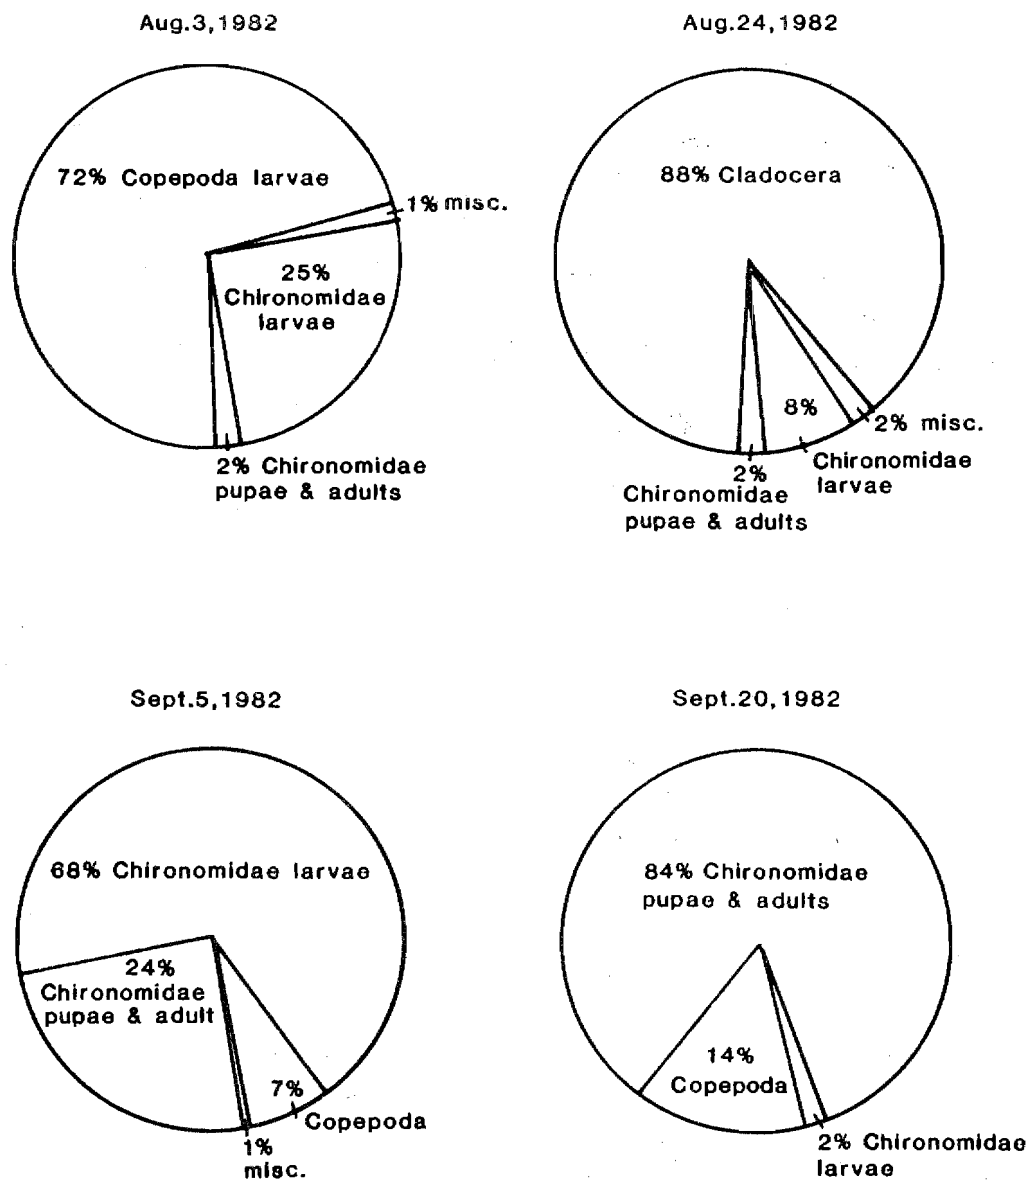 Aug.3,1982
72% Copepoda larvae
1% misc.
25%
Chironomidae
larvae
2% Chironomidae
pupae & adults
Aug.24,1982
88% Cladocera
8%
2% misc.
Chironomidae
larvae
2%
Chironomidae
pupae & adults
Sept.5,1982
68% Chironomidae larvae
24%
Chironomidae
pupae & adult
7%
Copepoda
1%
misc.
Sept.20,1982
84% Chironomidae
pupae & adults
14%
Copepoda
2% Chironomidae
larvae